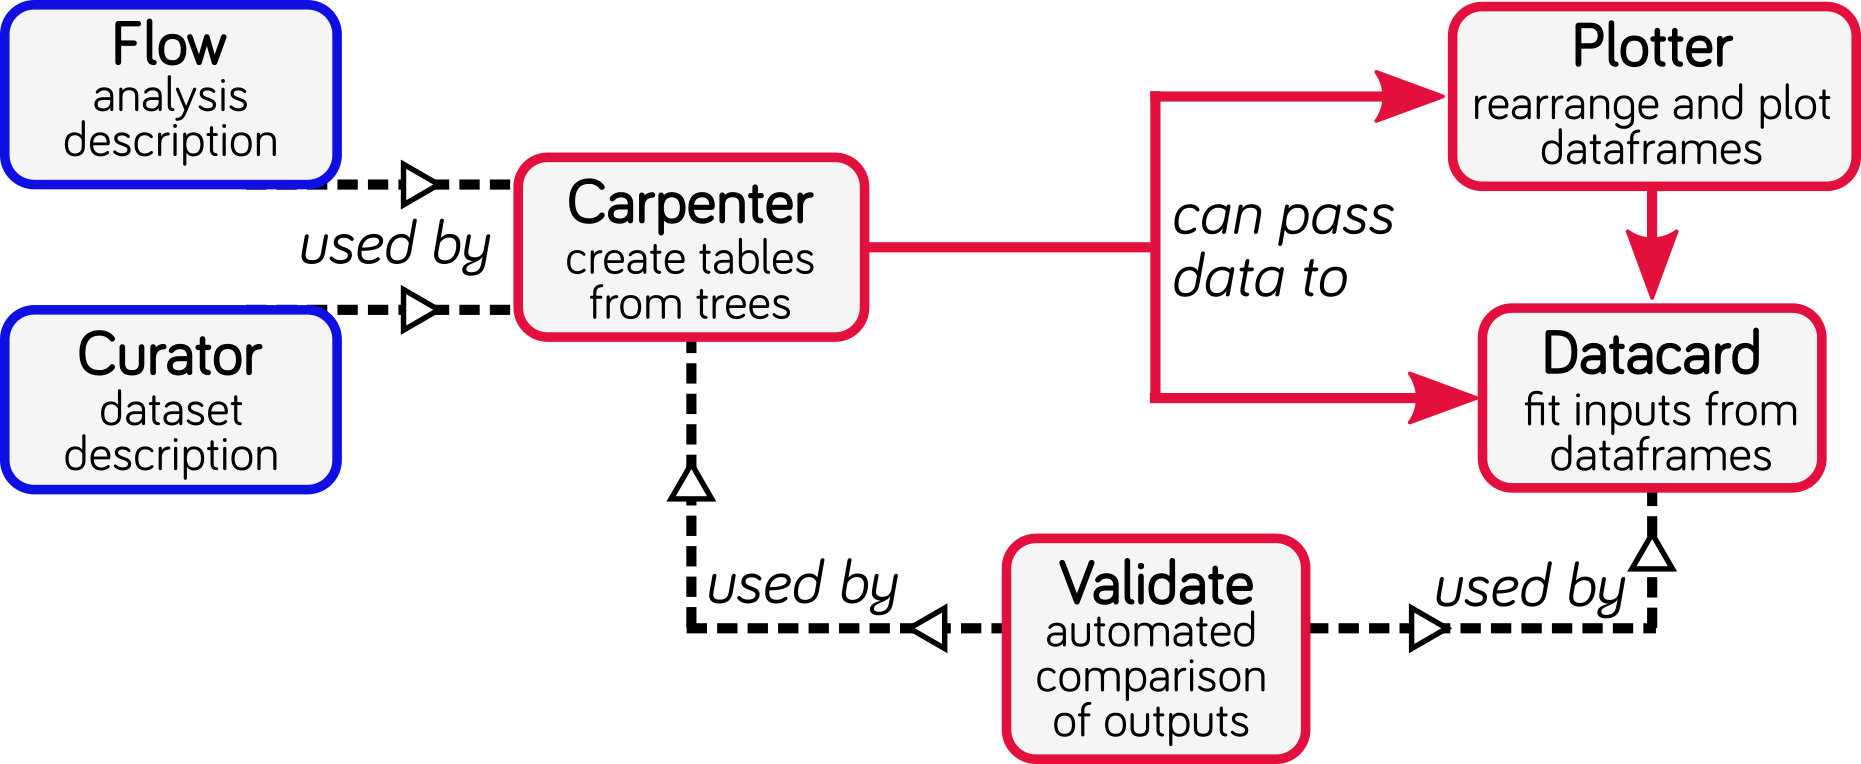 Flow
analysis
description
used by
Curator
dataset
description
Carpenter
create tables
from trees
can pass
data to
Plotter
rearrange and plot
dataframes
Datacard
fit inputs from
dataframes
used by
Validate
automated
comparison
of outputs
used by